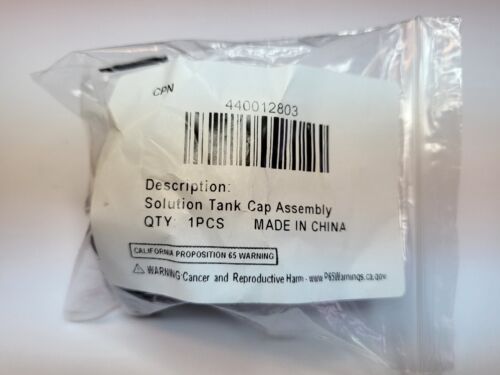 CPN
440012803
Description:
Solution Tank Cap Assembly
QTY: 1PCS MADE IN CHINA
CALIFORNIA PROPOSITION 65 WARNING
⚠ WARNING Cancer and Reproductive Harm - www.P65Warnings.ca.gov